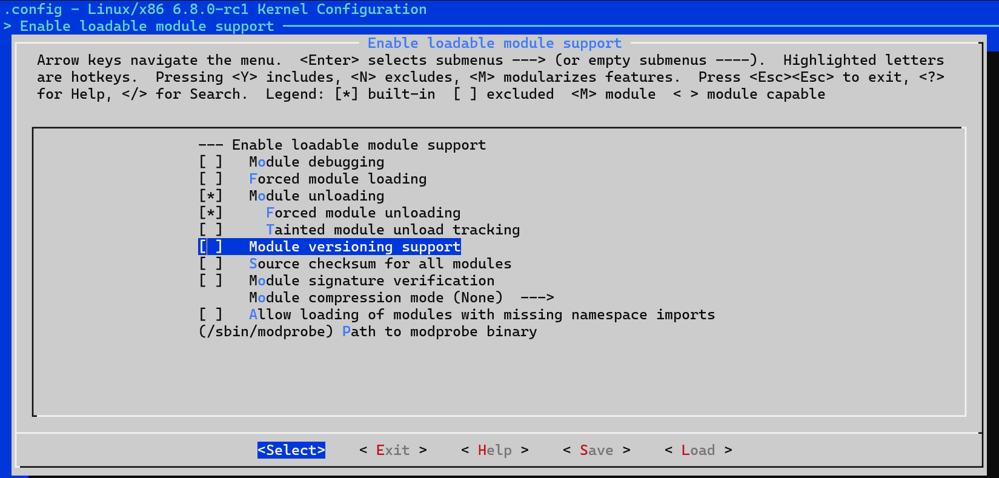 .config - Linux/x86 6.8.0-rc1 Kernel Configuration
> Enable loadable module support
Enable loadable module support
Arrow keys navigate the menu.  <Enter> selects submenus ---> (or empty submenus ----).  Highlighted letters
are hotkeys.  Pressing <Y> includes, <N> excludes, <M> modularizes features.  Press <Esc><Esc> to exit, <?>
for Help, </> for Search.  Legend: [*] built-in  [ ] excluded  <M> module  < > module capable
--- Enable loadable module support
[ ]   Module debugging
[ ]   Forced module loading
[*]   Module unloading
[*]     Forced module unloading
[ ]     Tainted module unload tracking
[ ]   Module versioning support
[ ]   Source checksum for all modules
[ ]   Module signature verification
      Module compression mode (None)  --->
[ ]   Allow loading of modules with missing namespace imports
(/sbin/modprobe) Path to modprobe binary
<Select>    < Exit >    < Help >    < Save >    < Load >